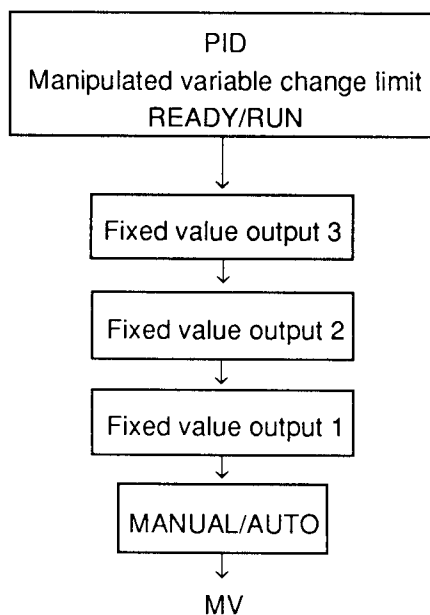 PID
Manipulated variable change limit
READY/RUN
Fixed value output 3
Fixed value output 2
Fixed value output 1
MANUAL/AUTO
MV